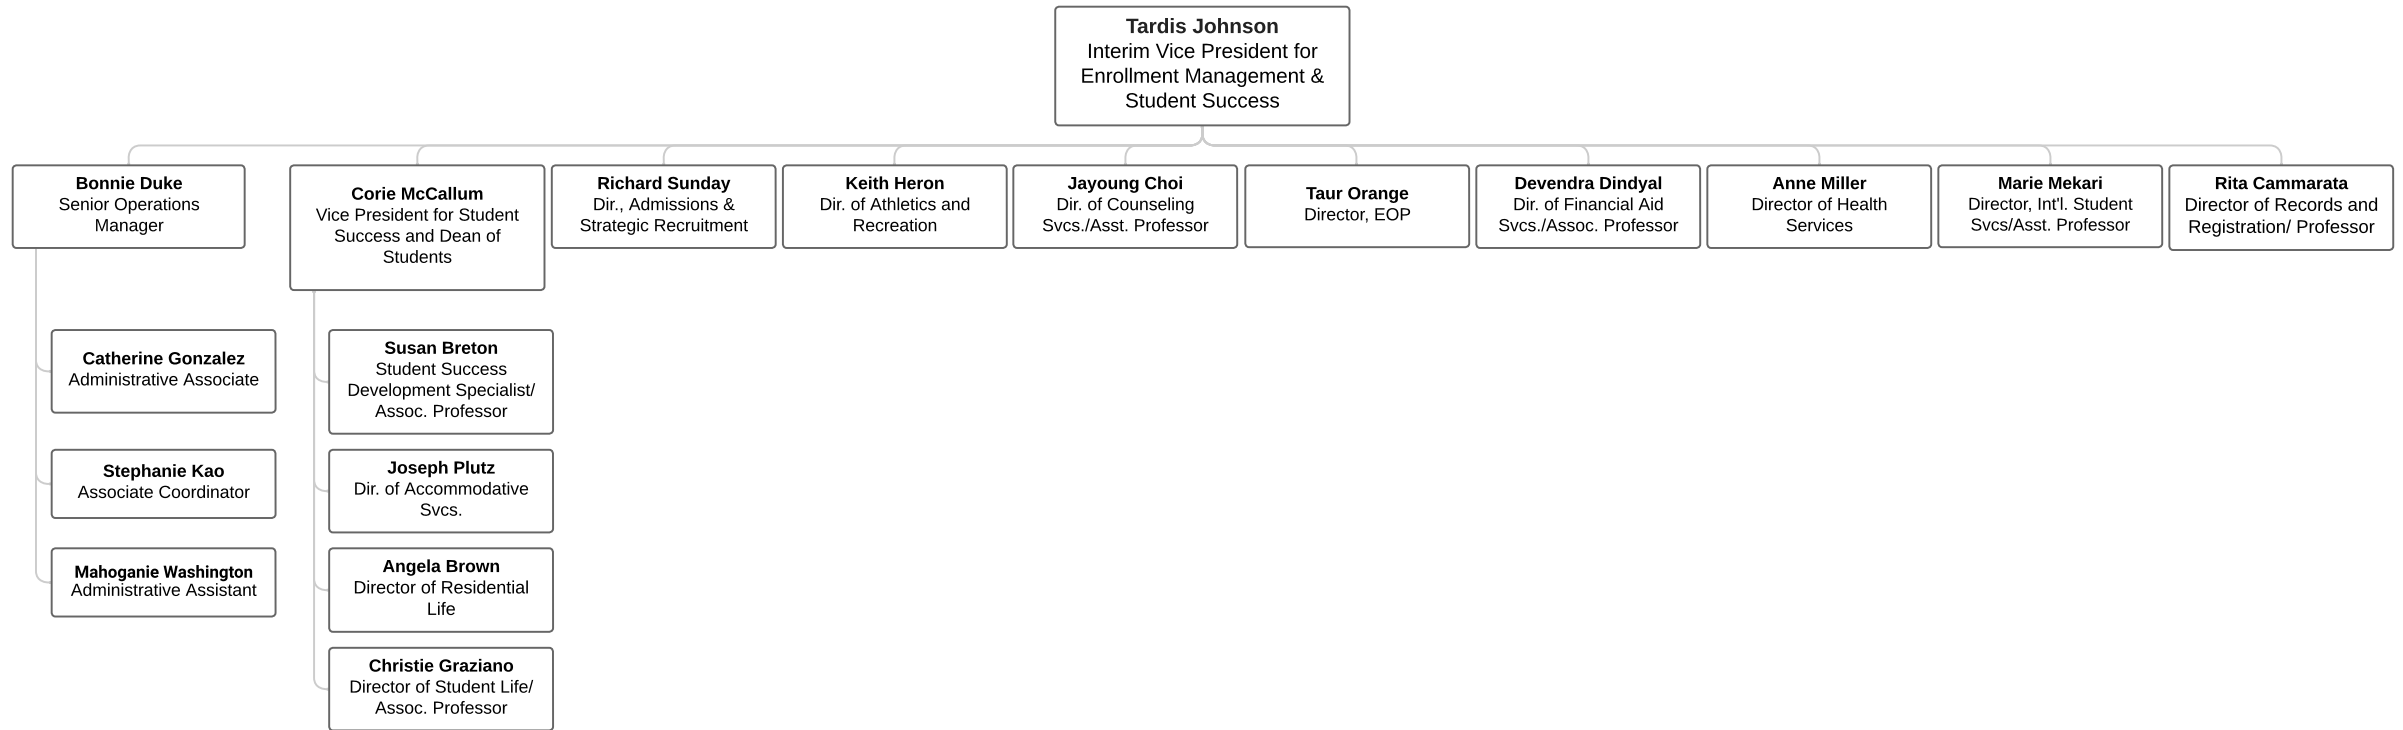 Tardis Johnson
Interim Vice President for
Enrollment Management &
Student Success
Bonnie Duke
Senior Operations
Manager
Corie McCallum
Vice President for Student
Success and Dean of
Students
Richard Sunday
Dir., Admissions &
Strategic Recruitment
Keith Heron
Dir. of Athletics and
Recreation
Jayoung Choi
Dir. of Counseling
Svcs./Asst. Professor
Taur Orange
Director, EOP
Devendra Dindyal
Dir. of Financial Aid
Svcs./Assoc. Professor
Anne Miller
Director of Health
Services
Marie Mekari
Director, Int'l. Student
Svcs/Asst. Professor
Rita Cammarata
Director of Records and
Registration/ Professor
Catherine Gonzalez
Administrative Associate
Stephanie Kao
Associate Coordinator
Mahoganie Washington
Administrative Assistant
Susan Breton
Student Success
Development Specialist/
Assoc. Professor
Joseph Plutz
Dir. of Accommodative
Svcs.
Angela Brown
Director of Residential
Life
Christie Graziano
Director of Student Life/
Assoc. Professor